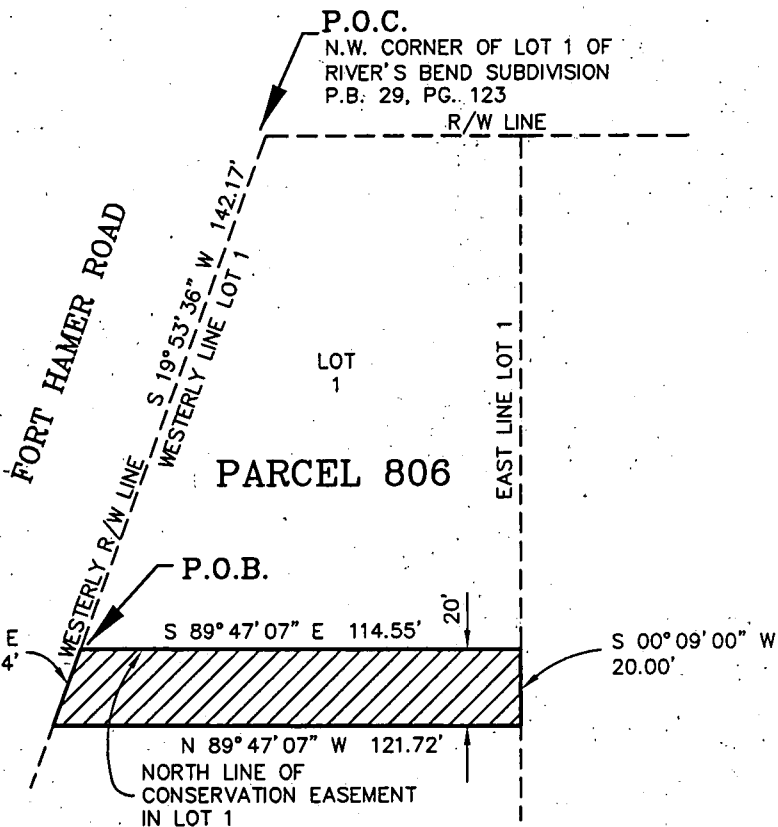 P.O.C.
N.W. CORNER OF LOT 1 OF
RIVER'S BEND SUBDIVISION
P.B. 29, PG. 123
R/W LINE
FORT HAMER ROAD
S 19°53'36" W 142.17'
WESTERLY LINE LOT 1
WESTERLY R/W LINE
LOT
1
EAST LINE LOT 1
PARCEL 806
P.O.B.
S 89°47'07" E 114.55'
20'
E
4'
S 00°09'00" W
20.00'
N 89°47'07" W 121.72'
NORTH LINE OF
CONSERVATION EASEMENT
IN LOT 1